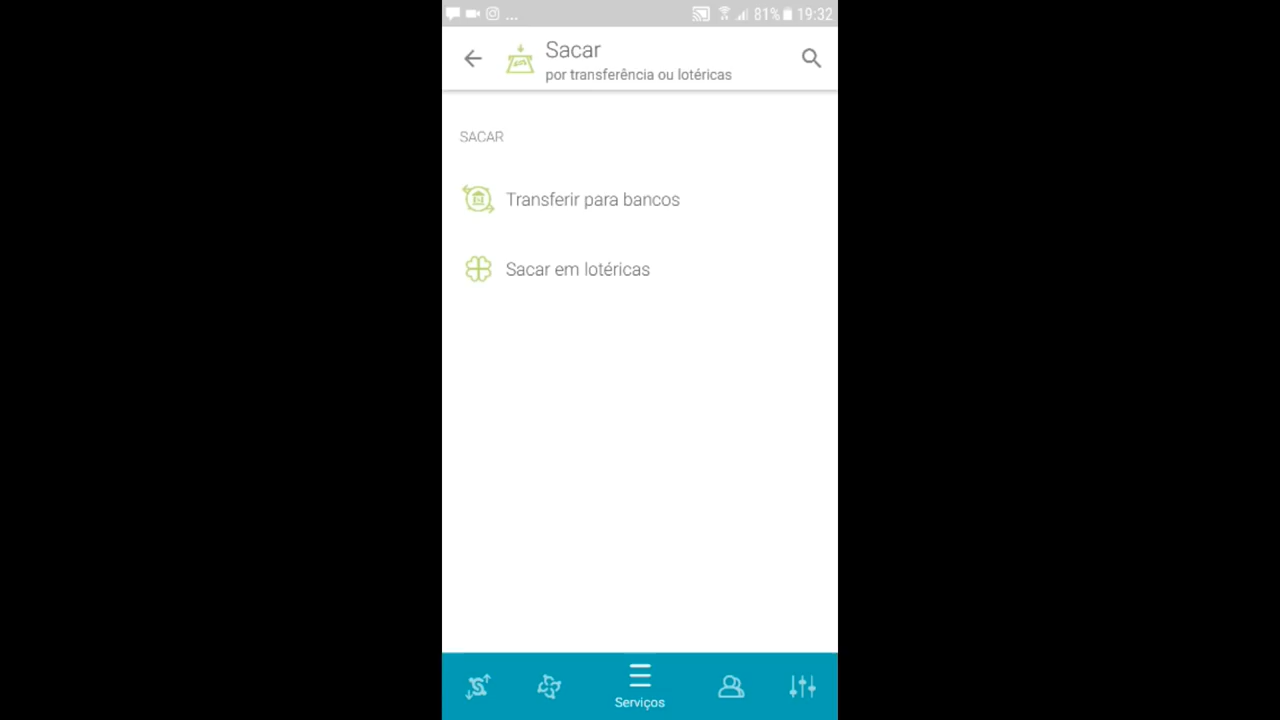 ... 81% 19:32
Sacar
por transferência ou lotéricas
SACAR
Transferir para bancos
Sacar em lotéricas
Serviços